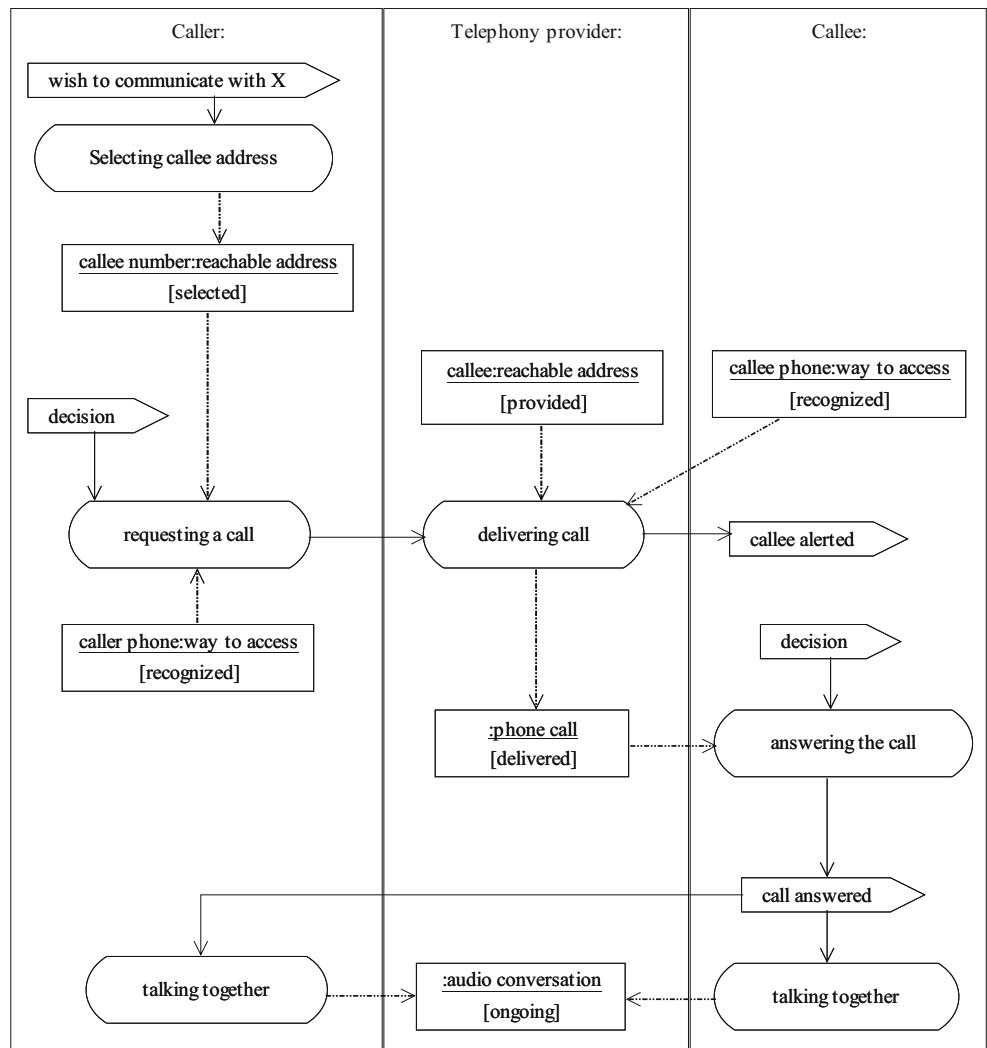 Caller:
Telephony provider:
Callee:
wish to communicate with X
Selecting callee address
callee number:reachable address
[selected]
callee:reachable address
[provided]
callee phone:way to access
[recognized]
decision
requesting a call
delivering call
callee alerted
caller phone:way to access
[recognized]
decision
:phone call
[delivered]
answering the call
call answered
talking together
:audio conversation
[ongoing]
talking together